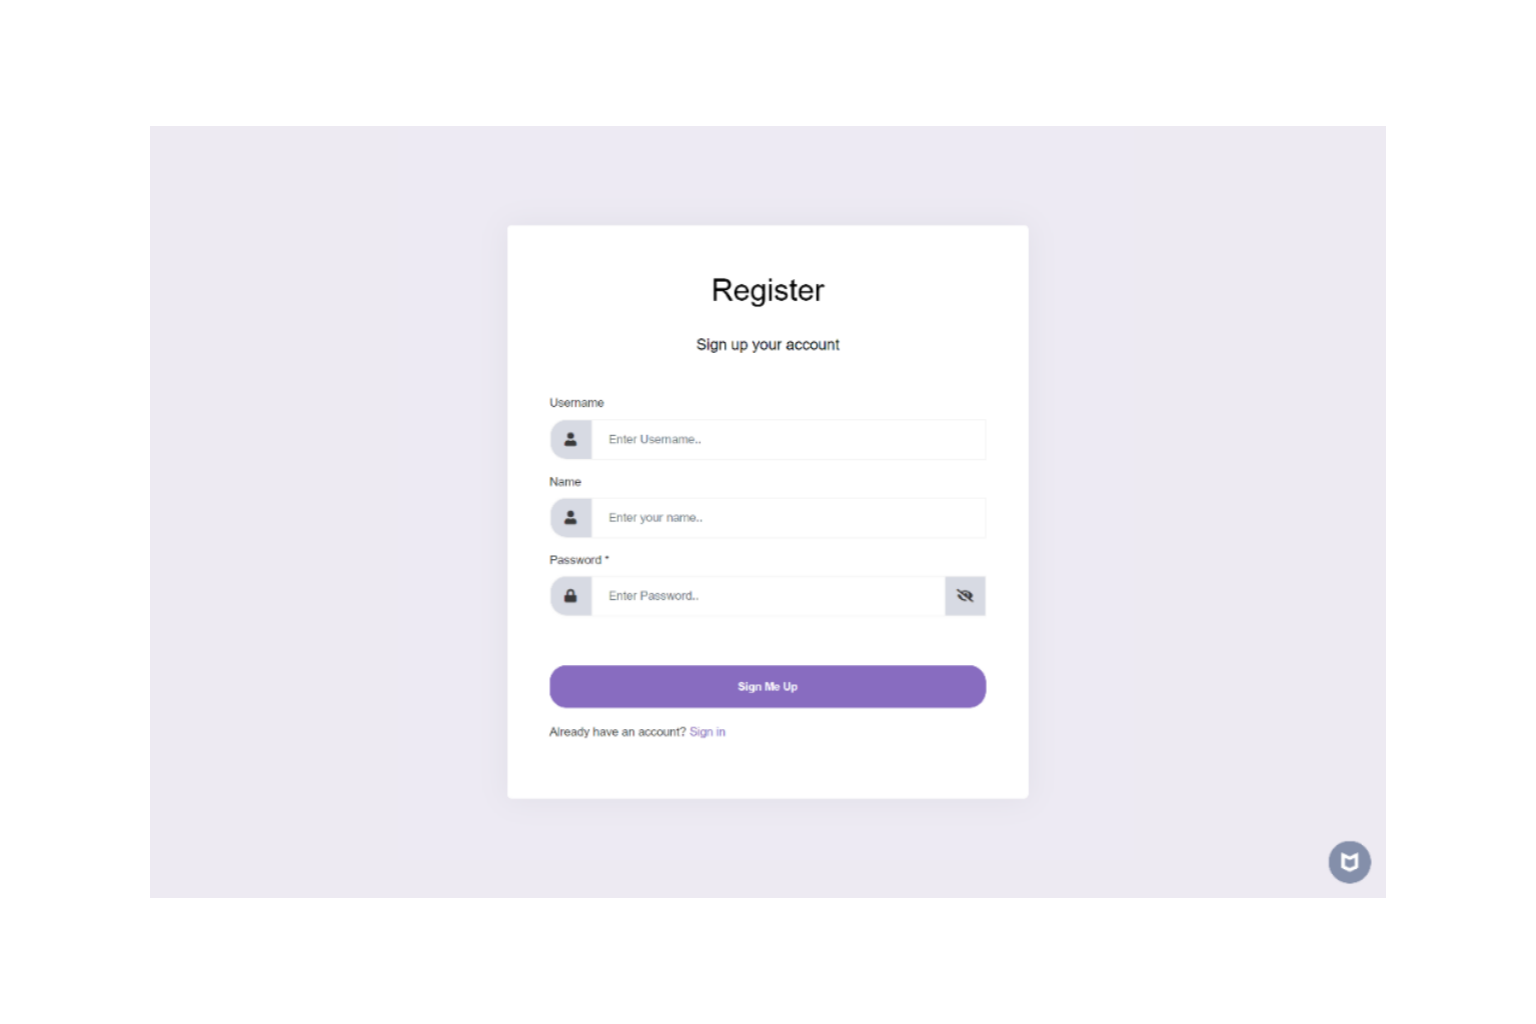 Register
Sign up your account
Username
Enter Username..
Name
Enter your name..
Password *
Enter Password..
Sign Me Up
Already have an account? Sign in